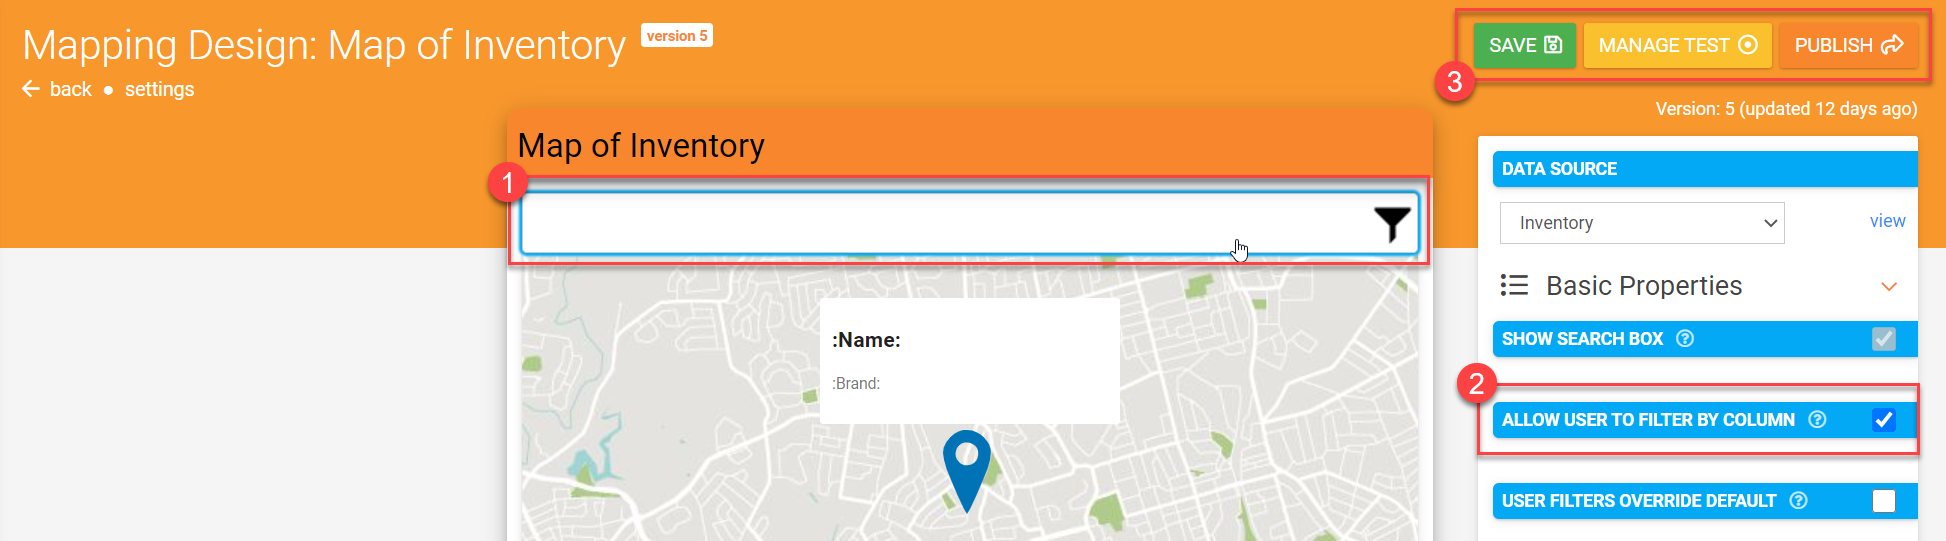 Mapping Design: Map of Inventory version 5
back • settings
SAVE MANAGE TEST PUBLISH
3
Version: 5 (updated 12 days ago)
Map of Inventory
1
:Name:
:Brand:
DATA SOURCE
Inventory view
Basic Properties
SHOW SEARCH BOX ?
2
ALLOW USER TO FILTER BY COLUMN ?
USER FILTERS OVERRIDE DEFAULT ?